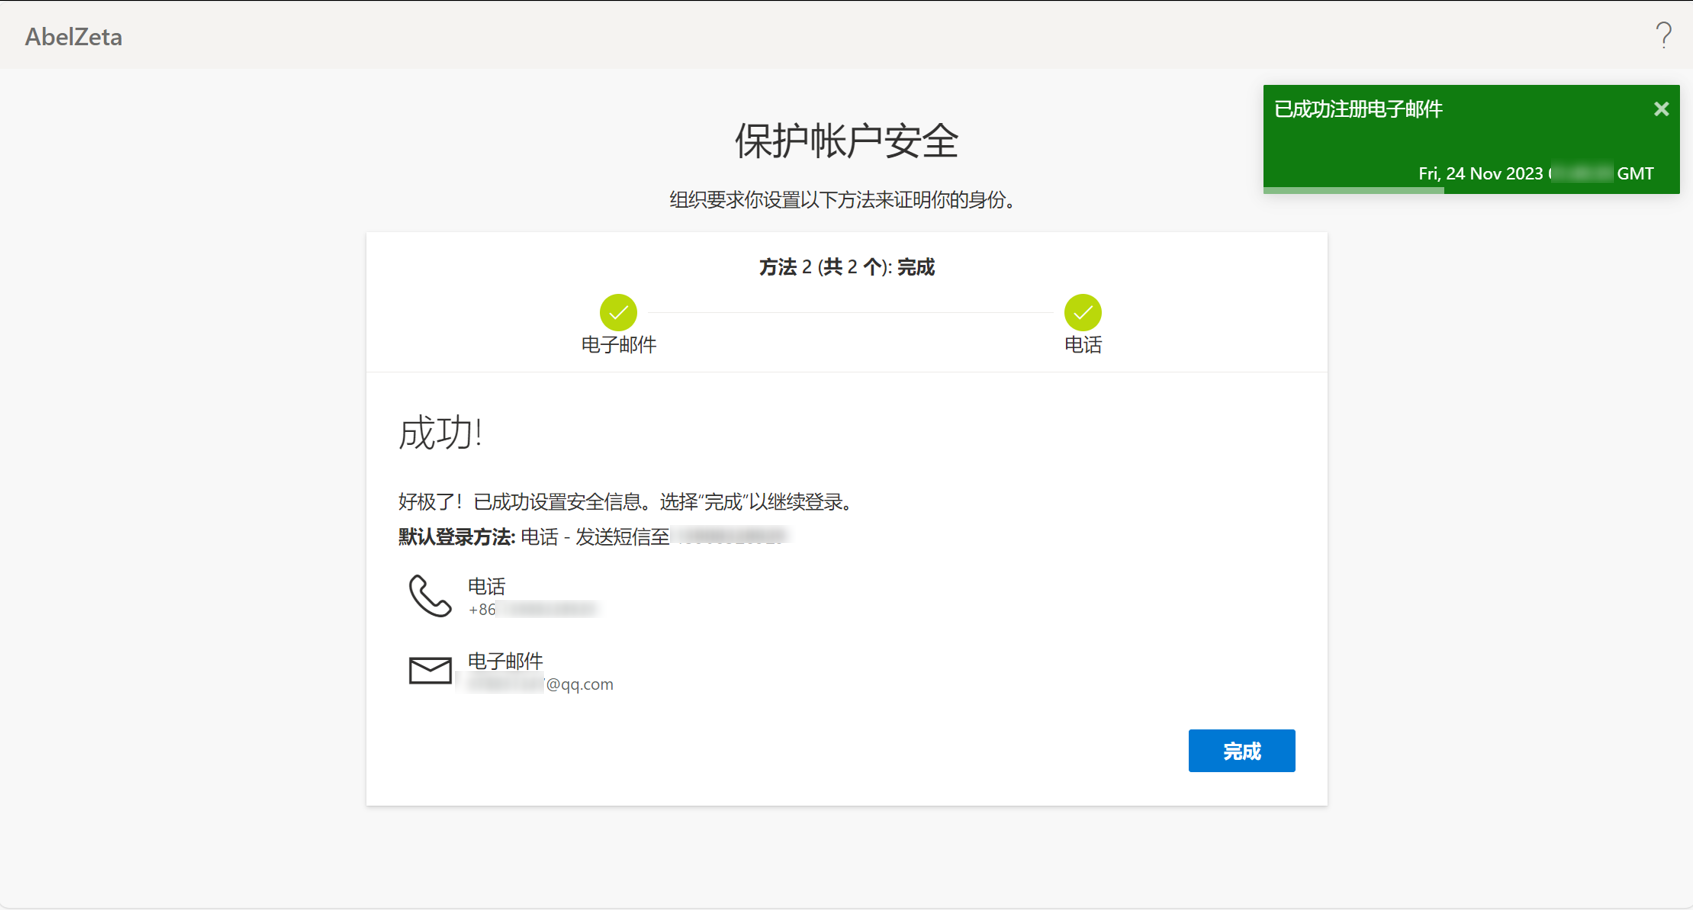 AbelZeta
已成功注册电子邮件
Fri, 24 Nov 2023 GMT
保护帐户安全
组织要求你设置以下方法来证明你的身份。
方法 2 (共 2 个): 完成
电子邮件
电话
成功!
好极了！已成功设置安全信息。选择“完成”以继续登录。
默认登录方法: 电话 - 发送短信至
电话
+86
电子邮件
@qq.com
完成